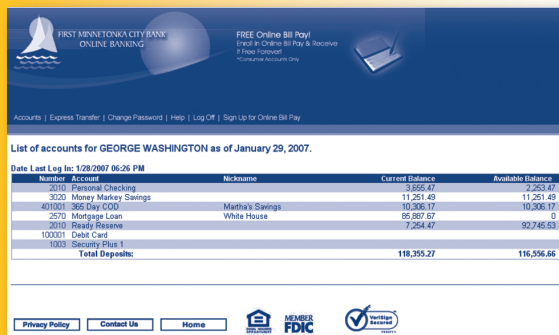 FIRST MINNETONKA CITY BANK
ONLINE BANKING
FREE Online Bill Pay!
Enroll in Online Bill Pay & Receive
It Free Forever!
*Consumer Accounts Only
Accounts | Express Transfer | Change Password | Help | Log Off | Sign Up for Online Bill Pay
List of accounts for GEORGE WASHINGTON as of January 29, 2007.
Date Last Log In: 1/28/2007 06:26 PM
Number Account Nickname Current Balance Available Balance
2010 Personal Checking 3,655.47 2,253.47
3020 Money Markey Savings 11,251.49 11,251.49
401001 365 Day COD Martha's Savings 10,306.17 10,306.17
2570 Mortgage Loan White House 85,887.67 0
2010 Ready Reserve 7,254.47 92,745.53
100001 Debit Card
1003 Security Plus 1
Total Deposits: 118,355.27 116,556.66
Privacy Policy Contact Us Home
MEMBER
FDIC
VeriSign
Secured